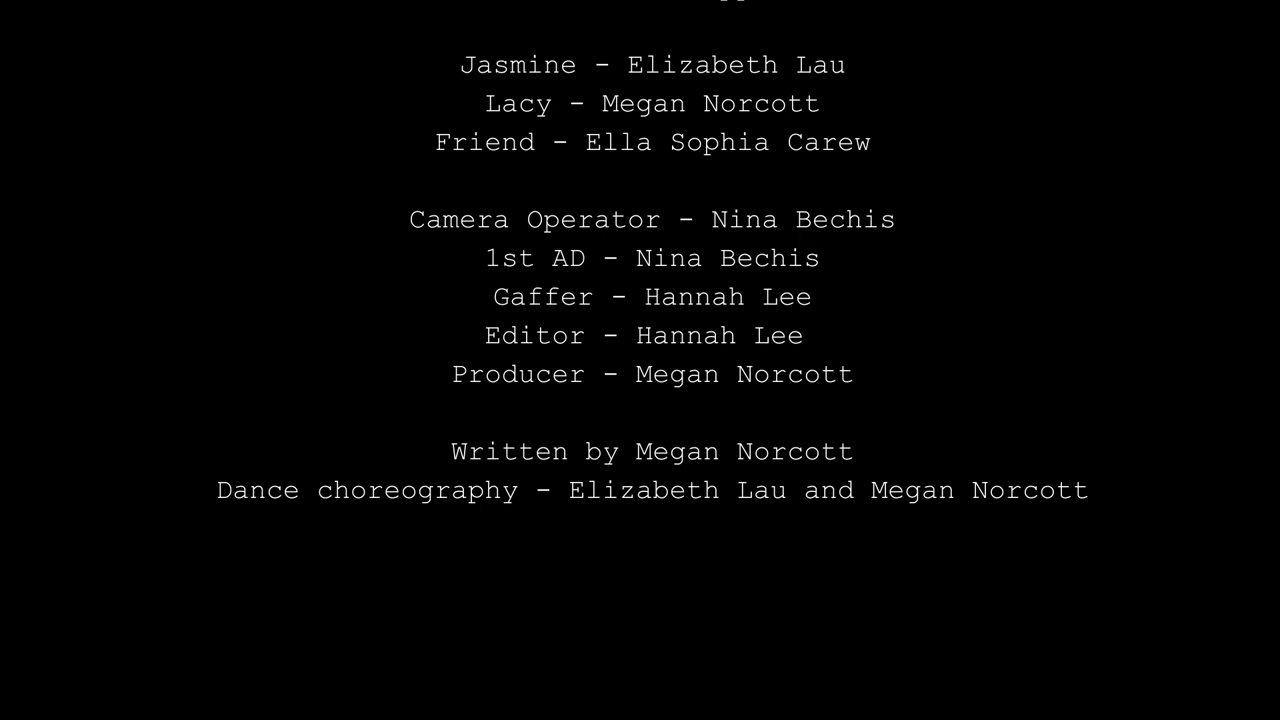 Jasmine - Elizabeth Lau
Lacy - Megan Norcott
Friend - Ella Sophia Carew
Camera Operator - Nina Bechis
1st AD - Nina Bechis
Gaffer - Hannah Lee
Editor - Hannah Lee
Producer - Megan Norcott
Written by Megan Norcott
Dance choreography - Elizabeth Lau and Megan Norcott